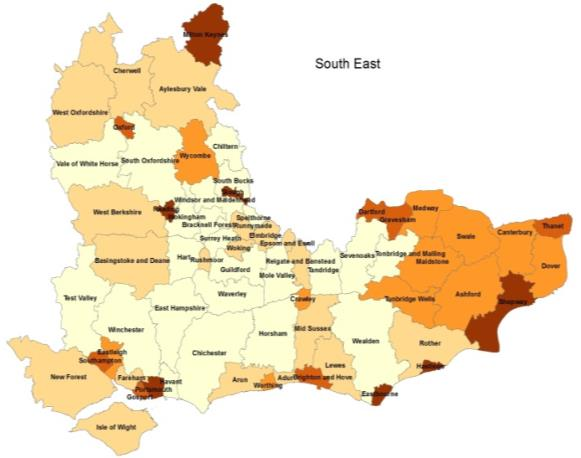 South East
Milton Keynes
Cherwell
Aylesbury Vale
West Oxfordshire
Oxford
Chiltern
Wycombe
Vale of White Horse
South Oxfordshire
South Bucks
Slough
Windsor and Maidenhead
Reading
Wokingham
Bracknell Forest
Spelthorne
Runnymede
West Berkshire
Elmbridge
Surrey Heath
Epsom and Ewell
Woking
Dartford
Gravesham
Medway
Swale
Canterbury
Thanet
Basingstoke and Deane
Hart
Rushmoor
Guildford
Reigate and Banstead
Mole Valley
Tandridge
Sevenoaks
Tonbridge and Malling
Maidstone
Dover
Test Valley
Waverley
Crawley
Tunbridge Wells
Ashford
Shepway
East Hampshire
Winchester
Horsham
Mid Sussex
Wealden
Rother
Eastleigh
Southampton
Chichester
Lewes
Hastings
New Forest
Fareham
Havant
Portsmouth
Gosport
Arun
Worthing
Adur
Brighton and Hove
Eastbourne
Isle of Wight